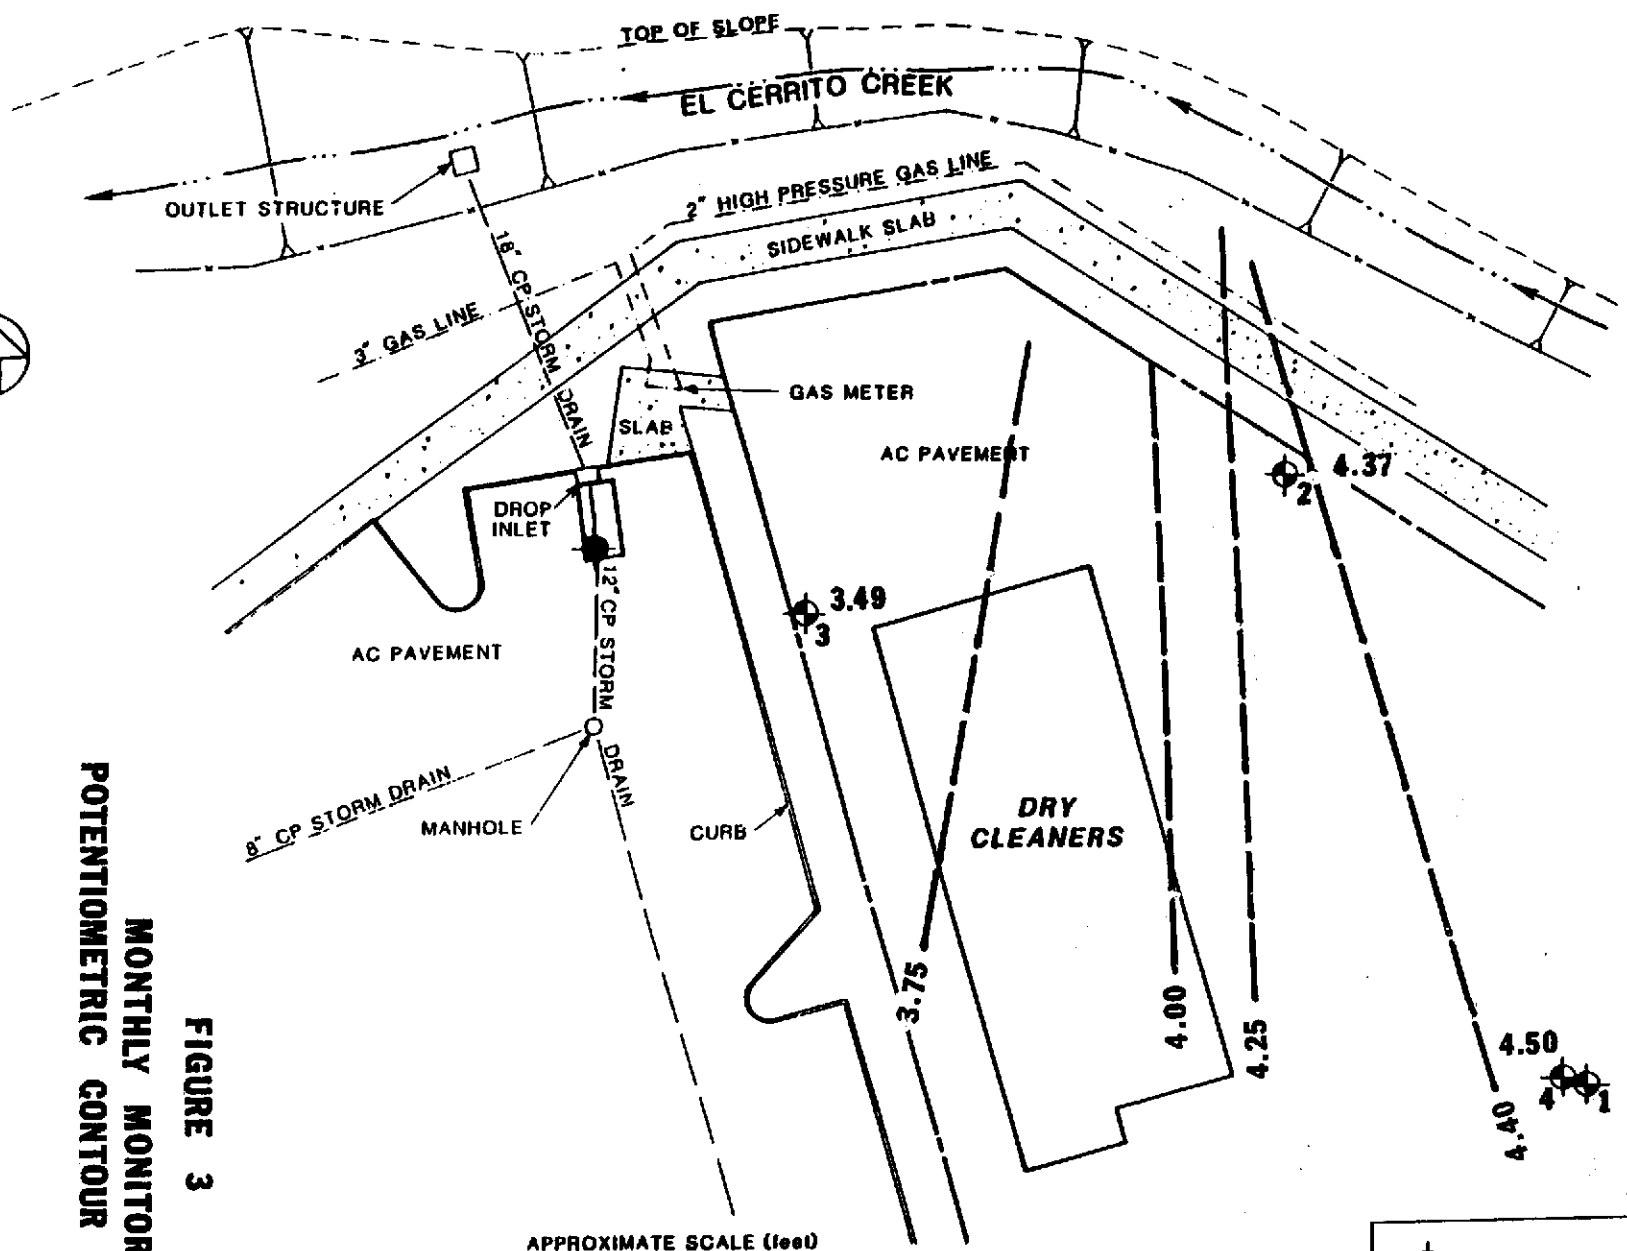 TOP OF SLOPE
EL CERRITO CREEK
2" HIGH PRESSURE GAS LINE
OUTLET STRUCTURE
SIDEWALK SLAB
18" CP STORM DRAIN
3" GAS LINE
GAS METER
SLAB
AC PAVEMENT
4.37
2
DROP
INLET
3.49
3
12" CP STORM DRAIN
AC PAVEMENT
8" CP STORM DRAIN
MANHOLE
CURB
DRY
CLEANERS
3.75
4.00
4.25
4.40
4.50
4
1
FIGURE 3
MONTHLY MONITOR
POTENTIOMETRIC CONTOUR
APPROXIMATE SCALE (feet)